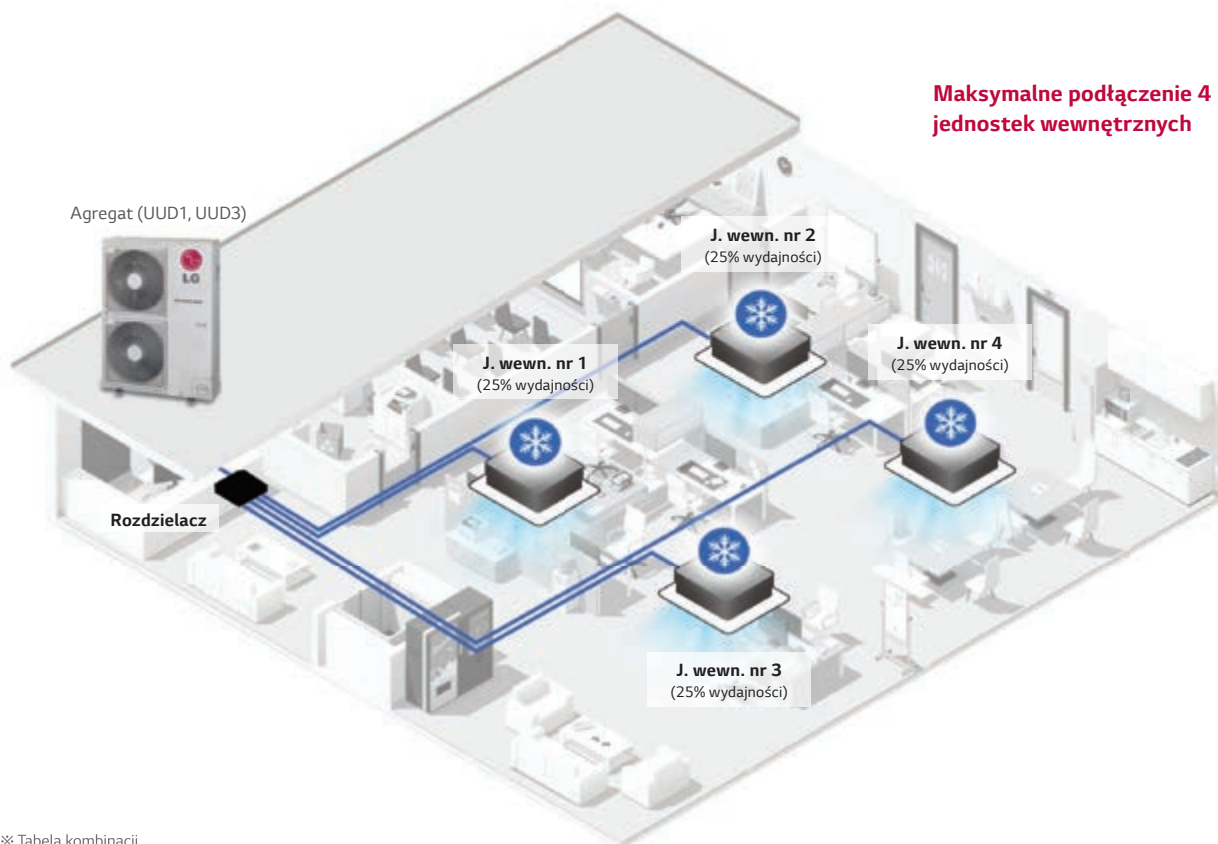 Maksymalne podłączenie 4
jednostek wewnętrznych
Agregat (UUD1, UUD3)
LG
J. wewn. nr 2
(25% wydajności)
J. wewn. nr 4
(25% wydajności)
J. wewn. nr 1
(25% wydajności)
Rozdzielacz
J. wewn. nr 3
(25% wydajności)
※ Tabela kombinacji